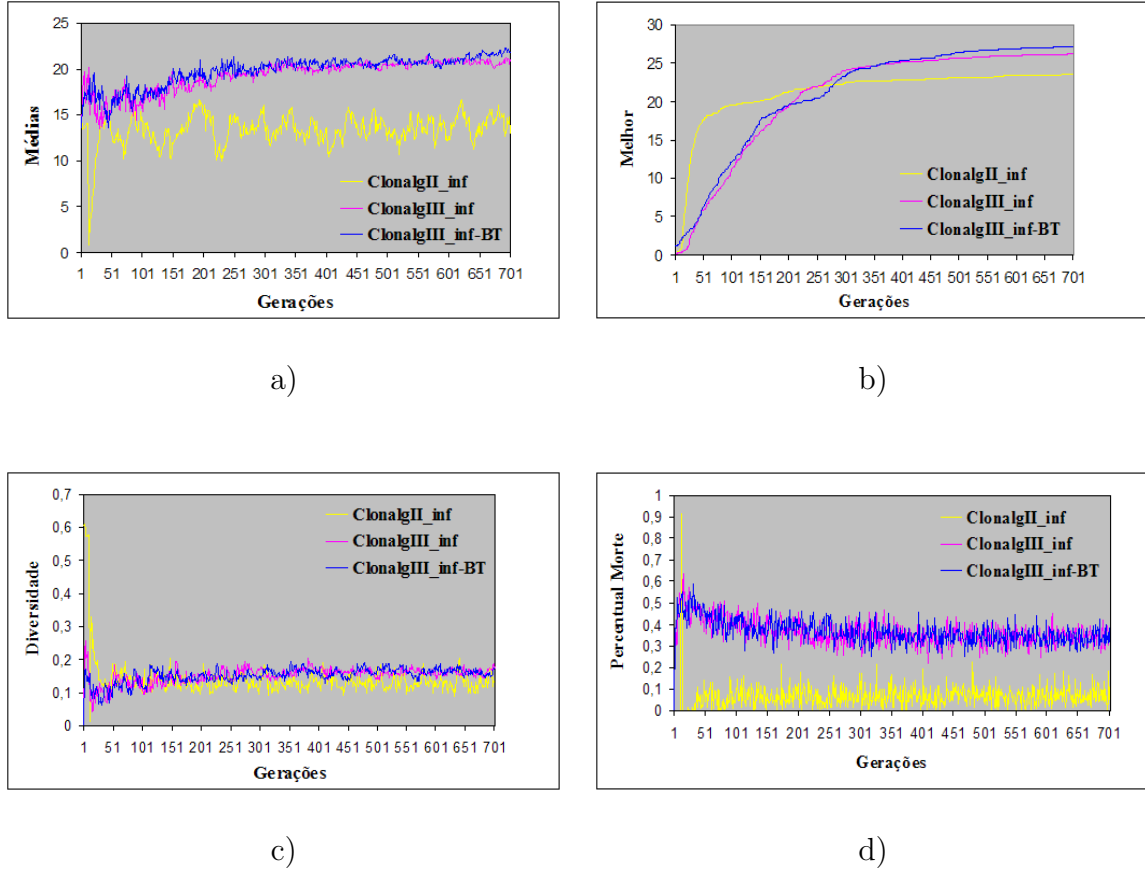 25
20
15
10
5
0
Médias
ClonalgII_inf
ClonalgIII_inf
ClonalgIII_inf-BT
1 51 101 151 201 251 301 351 401 451 501 551 601 651 701
Gerações
a)
30
25
20
15
10
5
0
Melhor
ClonalgII_inf
ClonalgIII_inf
ClonalgIII_inf-BT
1 51 101 151 201 251 301 351 401 451 501 551 601 651 701
Gerações
b)
0,7
0,6
0,5
0,4
0,3
0,2
0,1
0
Diversidade
ClonalgII_inf
ClonalgIII_inf
ClonalgIII_inf-BT
1 51 101 151 201 251 301 351 401 451 501 551 601 651 701
Gerações
c)
1
0,9
0,8
0,7
0,6
0,5
0,4
0,3
0,2
0,1
0
Percentual Morte
ClonalgII_inf
ClonalgIII_inf
ClonalgIII_inf-BT
1 51 101 151 201 251 301 351 401 451 501 551 601 651 701
Gerações
d)